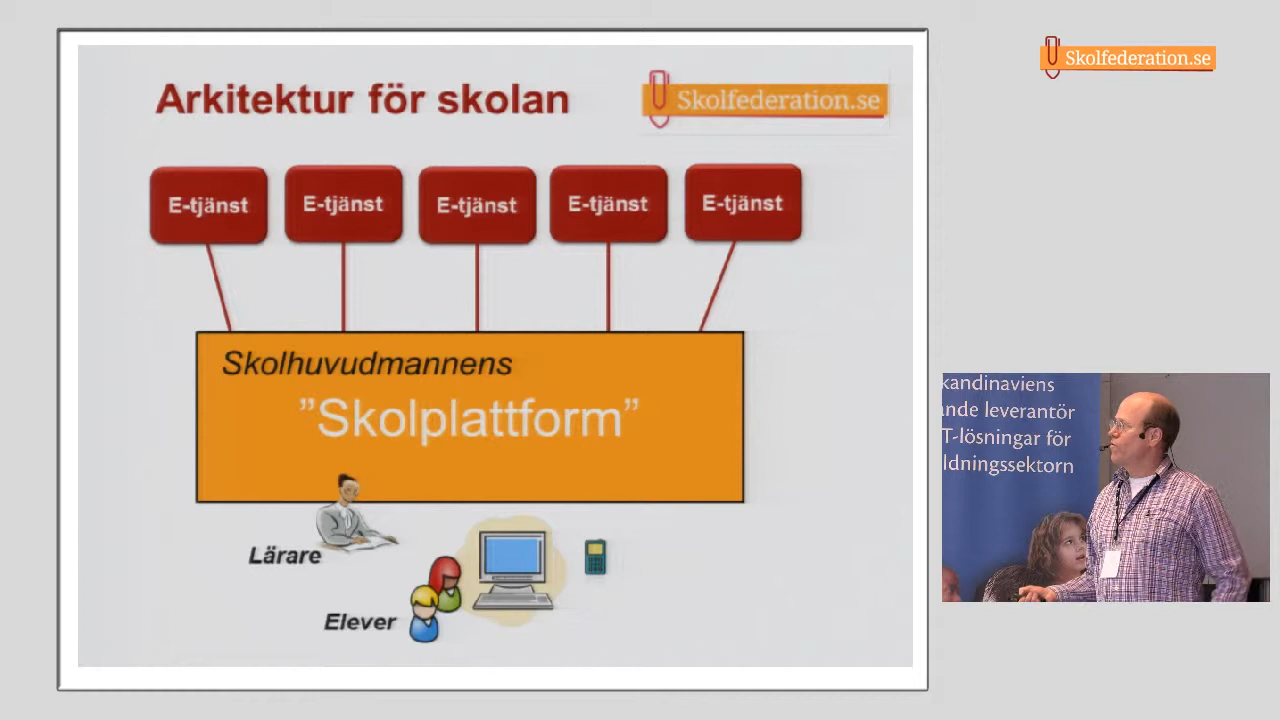 Arkitektur för skolan
Skolfederation.se
E-tjänst
E-tjänst
E-tjänst
E-tjänst
E-tjänst
Skolhuvudmannens
”Skolplattform”
Lärare
Elever
Skolfederation.se
kandinaviens
nde leverantör
T-lösningar för
ldningssektorn